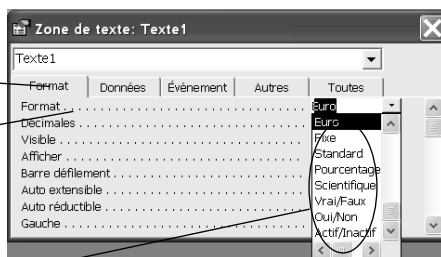 Zone de texte: Texte1
Texte1
Format Données Événement Autres Toutes
Format . . . . . . . . . . . . . . . . . . . . . . . . . . . . . . . . . Euro
Décimales . . . . . . . . . . . . . . . . . . . . . . . . . . . . . . Euro
Visible . . . . . . . . . . . . . . . . . . . . . . . . . . . . . . . . . Fixe
Afficher . . . . . . . . . . . . . . . . . . . . . . . . . . . . . . . . Standard
Barre défilement . . . . . . . . . . . . . . . . . . . . . . . . Pourcentage
Auto extensible . . . . . . . . . . . . . . . . . . . . . . . . . Scientifique
Auto réductible . . . . . . . . . . . . . . . . . . . . . . . . . Vrai/Faux
Gauche . . . . . . . . . . . . . . . . . . . . . . . . . . . . . . . . Oui/Non
Actif/Inactif